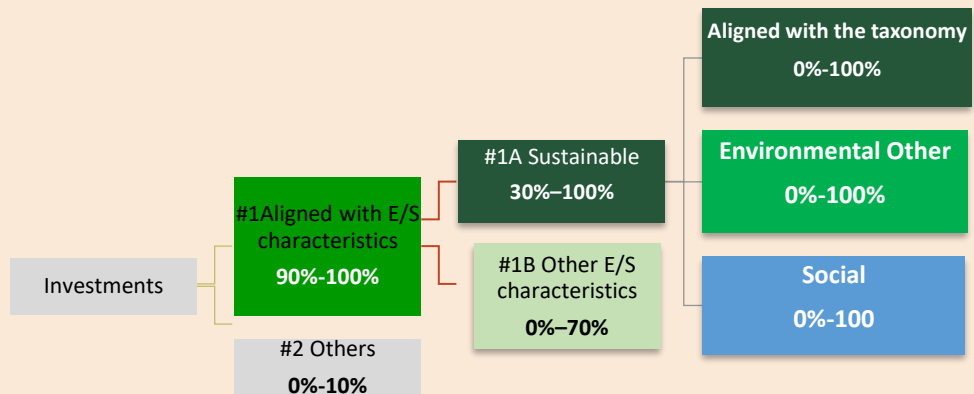 Investments
#1Aligned with E/S
characteristics
90%-100%
#2 Others
0%-10%
#1A Sustainable
30%–100%
#1B Other E/S
characteristics
0%–70%
Aligned with the taxonomy
0%-100%
Environmental Other
0%-100%
Social
0%-100